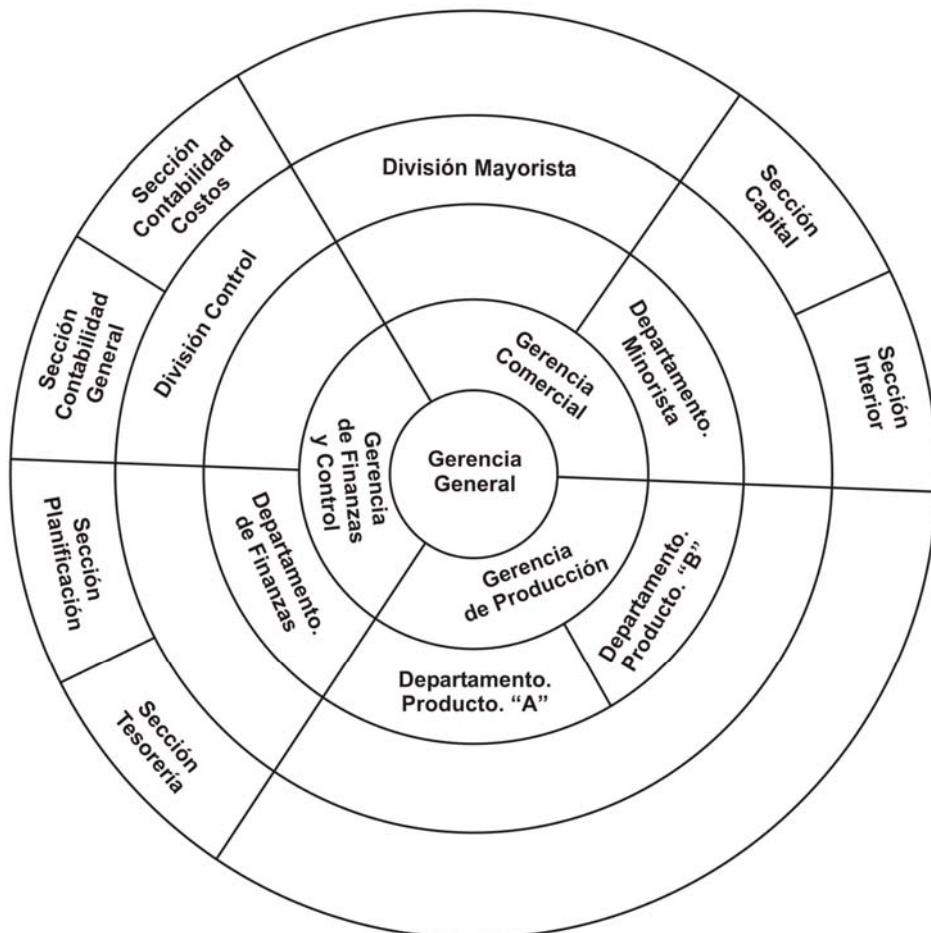 División Mayorista
Sección
Contabilidad
Costos
Sección
Capital
División Control
Departamento.
Minorista
Sección
Contabilidad
General
Gerencia
Comercial
Sección
Interior
Gerencia
de Finanzas
y Control
Gerencia
General
Sección
Planificación
Departamento.
de Finanzas
Gerencia
de Producción
Departamento.
Producto. “B”
Departamento.
Producto. “A”
Sección
Tesorería